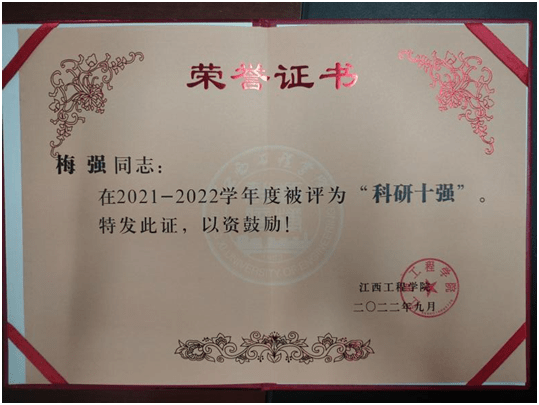 荣誉证书
梅强同志：
在2021-2022学年度被评为“科研十强”。
特发此证，以资鼓励！
江西工程学院
二〇二二年九月